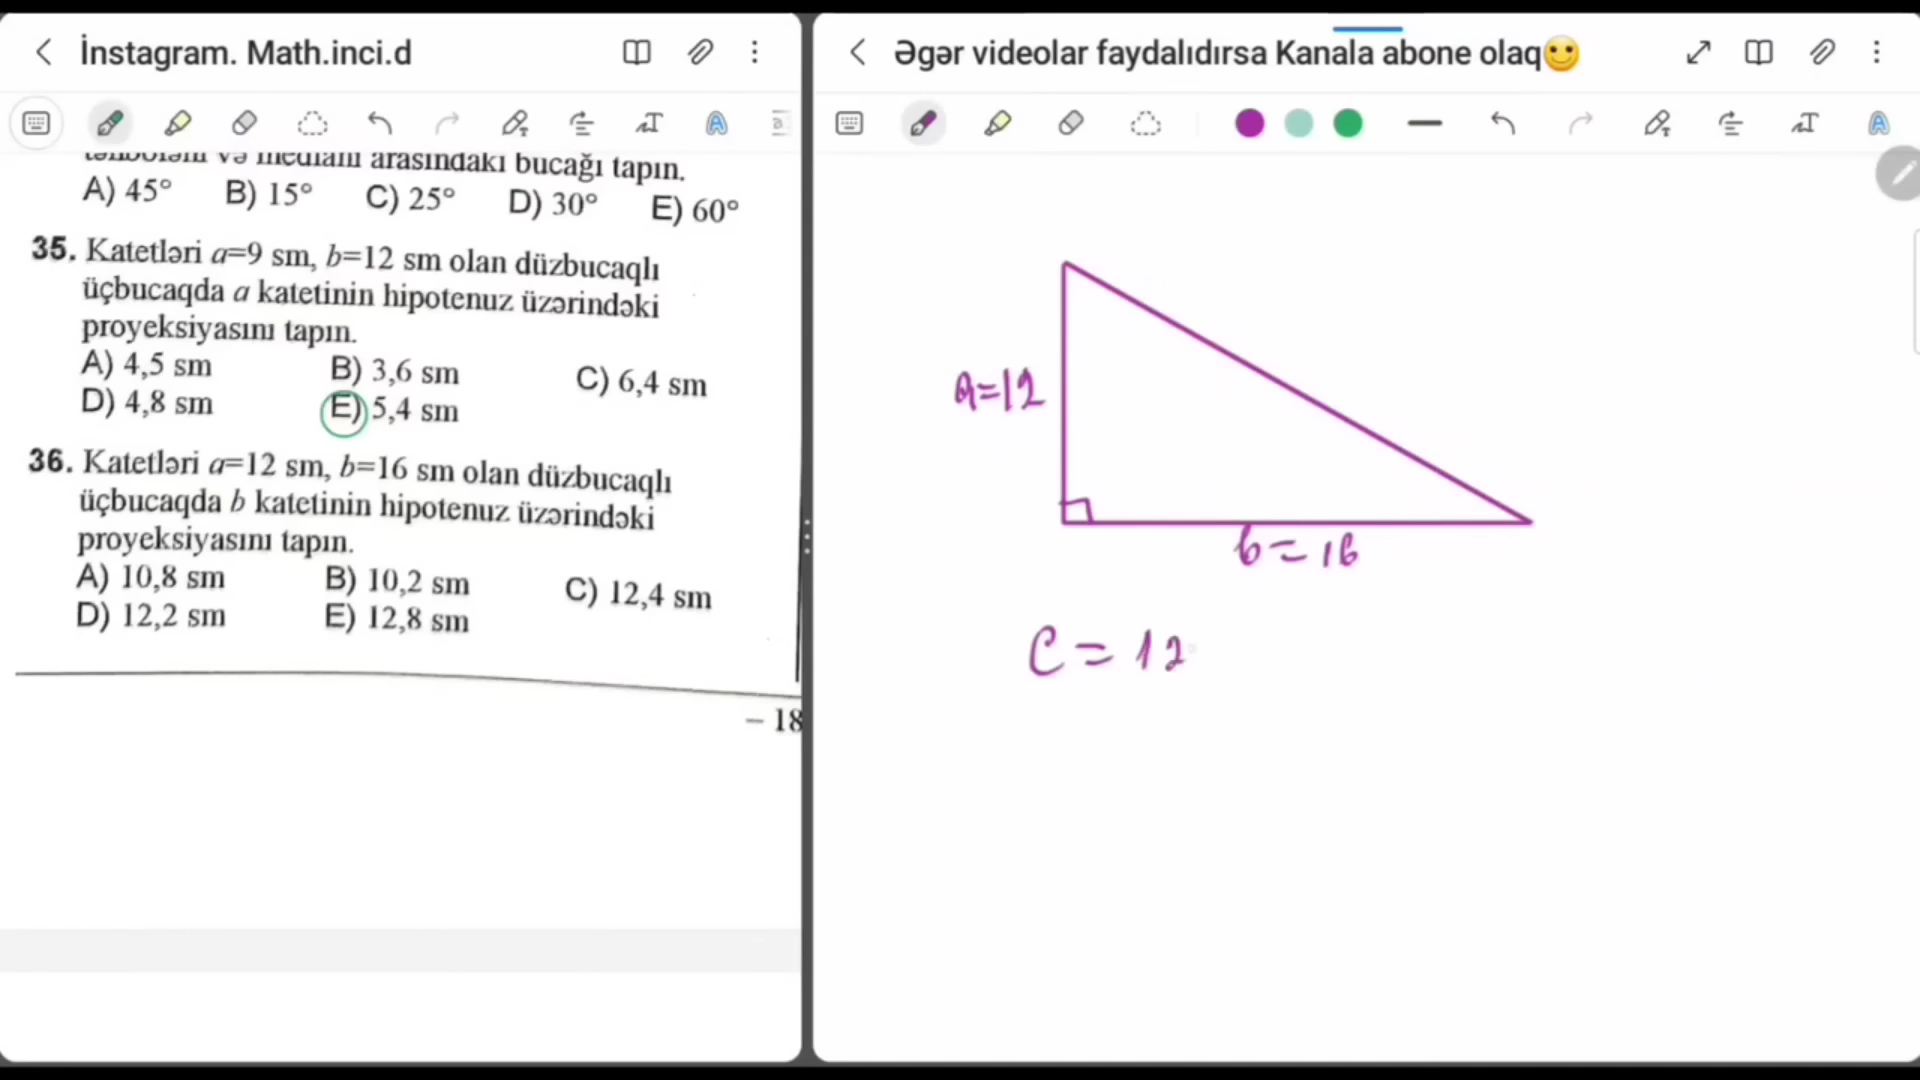 İnstagram. Math.inci.d
və medianı arasındakı bucağı tapın.
A) 45° B) 15° C) 25° D) 30° E) 60°
35. Katetləri a=9 sm, b=12 sm olan düzbucaqlı
üçbucaqda a katetinin hipotenuz üzərindəki
proyeksiyasını tapın.
A) 4,5 sm B) 3,6 sm C) 6,4 sm
D) 4,8 sm E) 5,4 sm
36. Katetləri a=12 sm, b=16 sm olan düzbucaqlı
üçbucaqda b katetinin hipotenuz üzərindəki
proyeksiyasını tapın.
A) 10,8 sm B) 10,2 sm C) 12,4 sm
D) 12,2 sm E) 12,8 sm
– 18
Əgər videolar faydalıdırsa Kanala abone olaq🙂
a=12
b=16
C=12